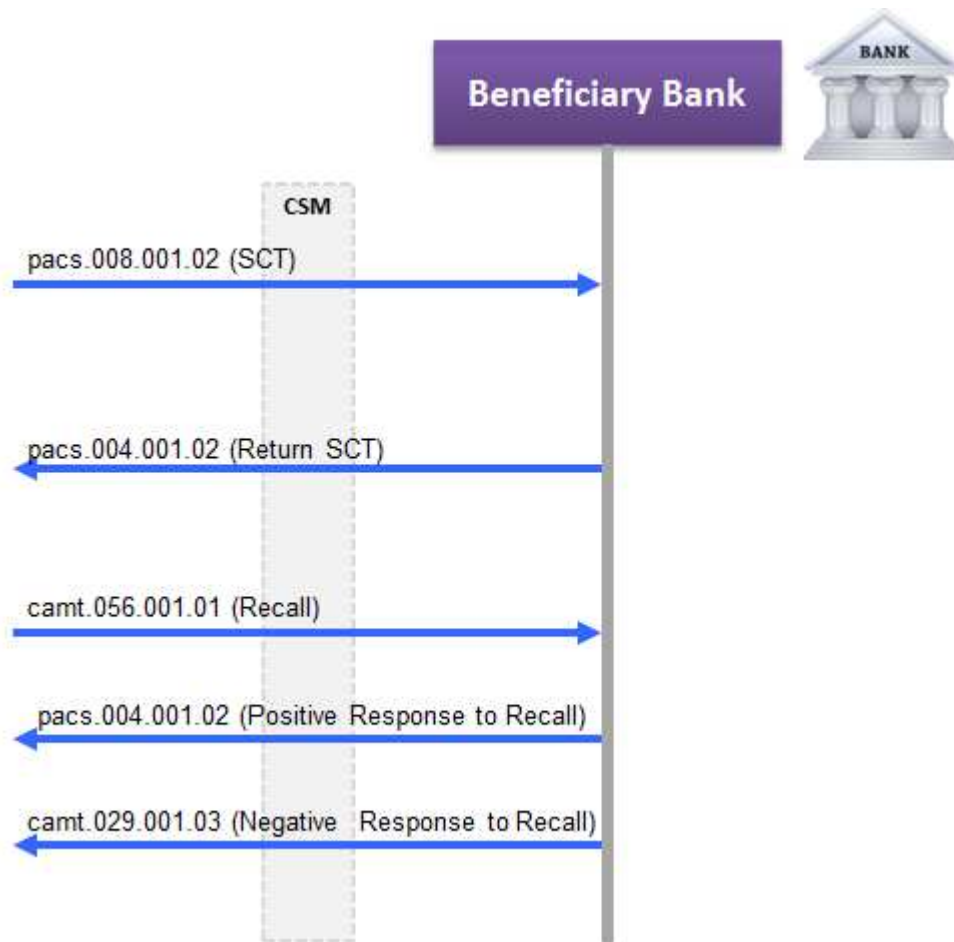 BANK
Beneficiary Bank
CSM
pacs.008.001.02 (SCT)
pacs.004.001.02 (Return SCT)
camt.056.001.01 (Recall)
pacs.004.001.02 (Positive Response to Recall)
camt.029.001.03 (Negative Response to Recall)